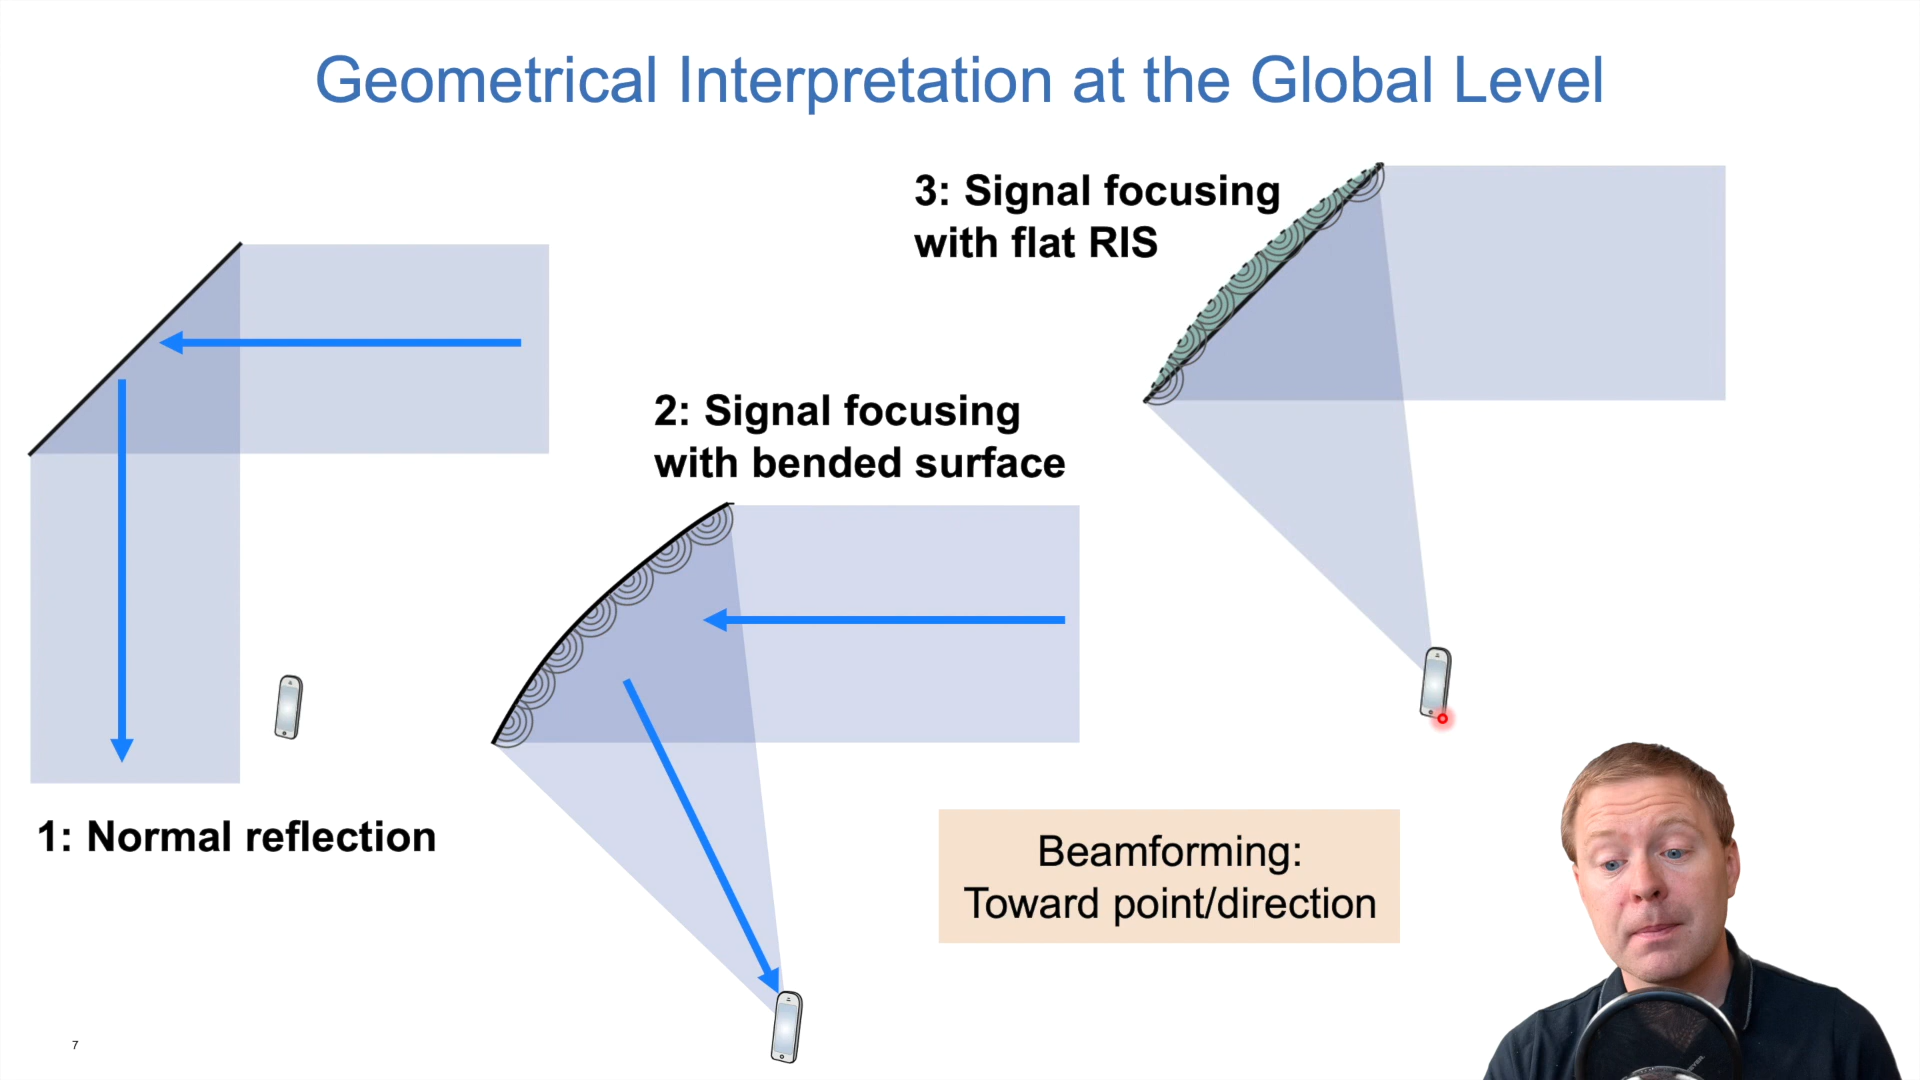 Geometrical Interpretation at the Global Level
3: Signal focusing
with flat RIS
2: Signal focusing
with bended surface
1: Normal reflection
Beamforming:
Toward point/direction
7